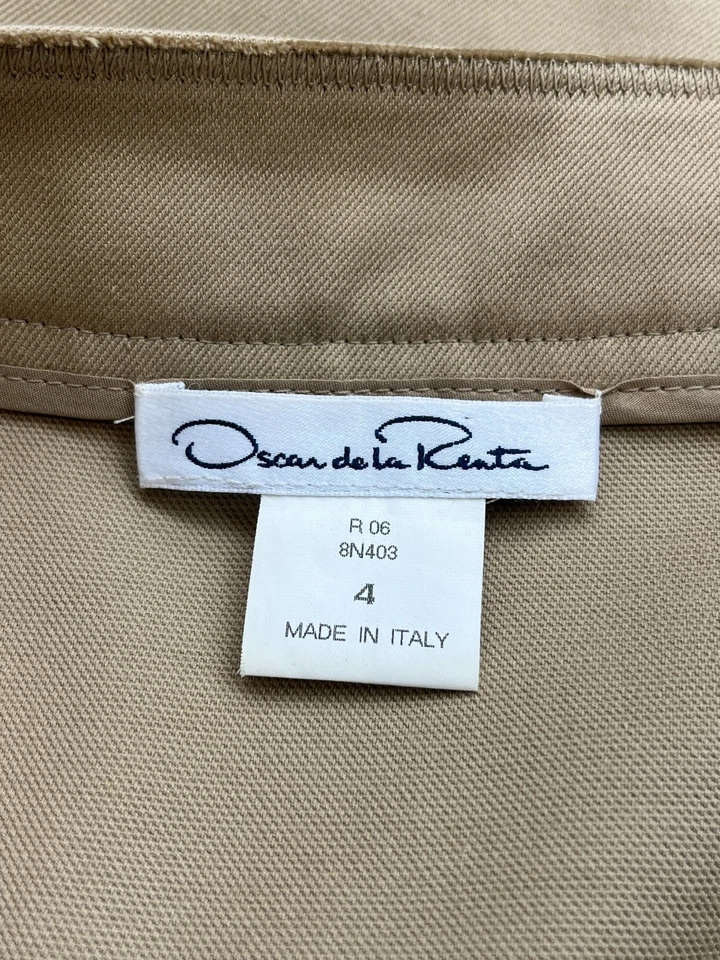 Oscar de la Renta
R 06
8N403
4
MADE IN ITALY